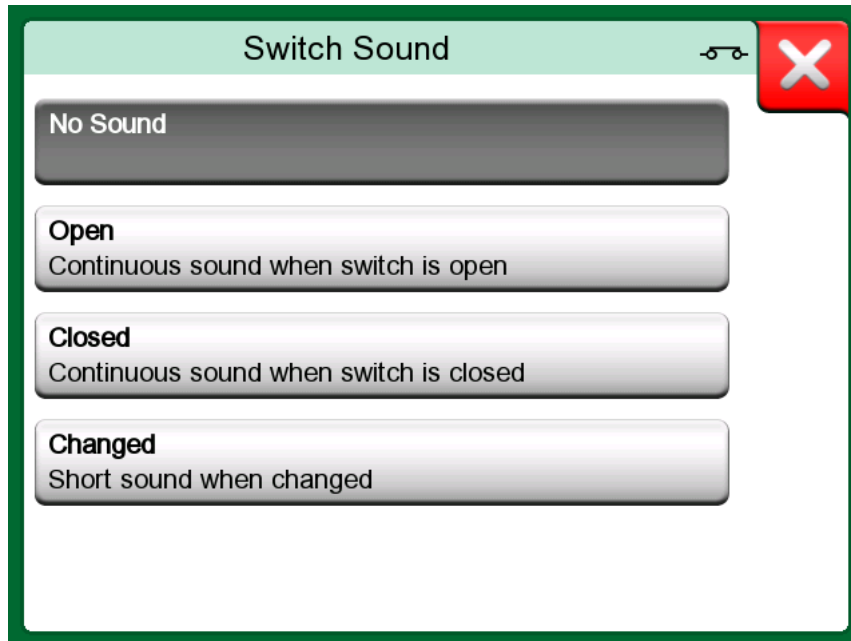 Switch Sound
No Sound
Open
Continuous sound when switch is open
Closed
Continuous sound when switch is closed
Changed
Short sound when changed